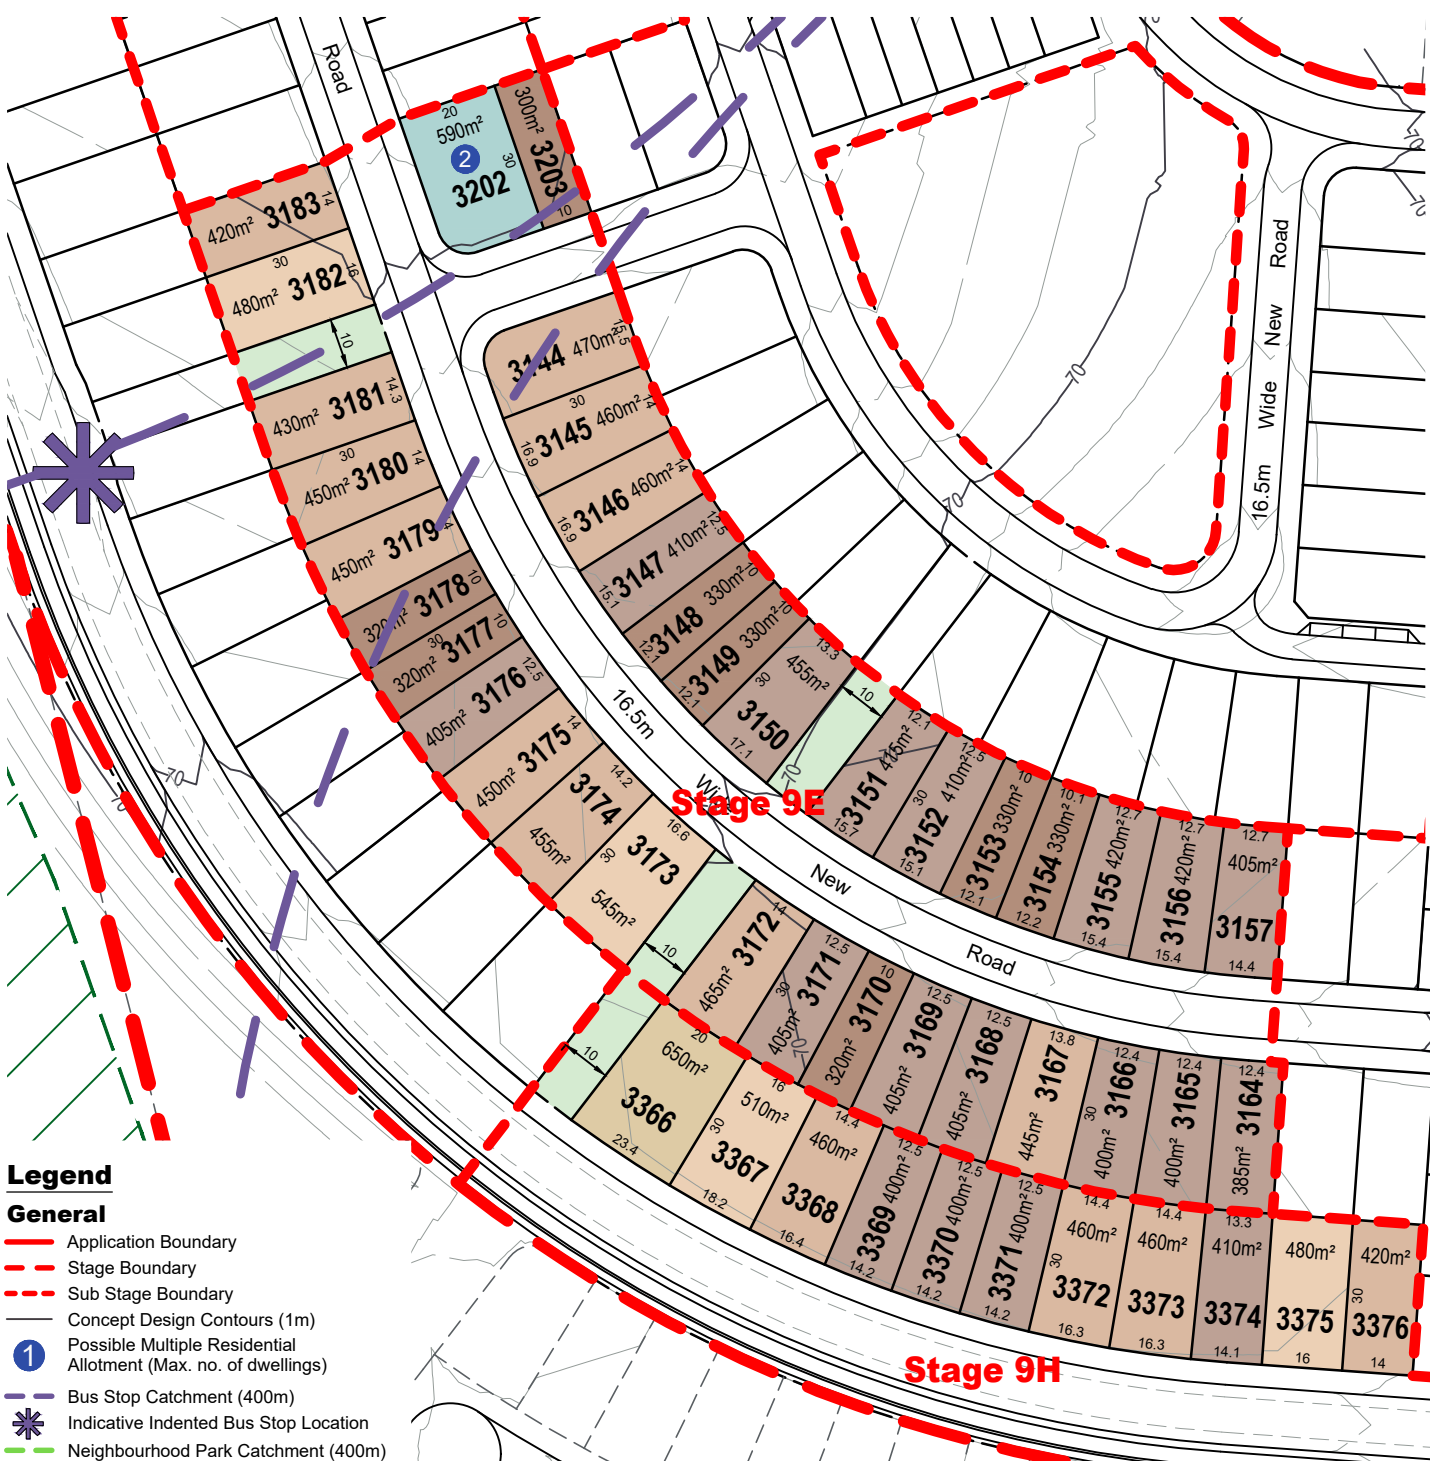 Road
20
590m²
2
30
3202
300m²
3203
10
420m² 3183
14
30
480m² 3182
16
10
430m² 3181
14.3
30
450m² 3180
14
450m² 3179
3178
10
30
320m² 3177
10
405m² 3176
12.5
450m² 3175
14
14.2
3174
455m²
30
16.6
3173
545m²
10
3144 470m²
15.5
30
16.9
3145 460m²
14
16.9
3146 460m²
14
15.1
3147 410m²
12.5
12.1
3148 330m²
10
12.1
3149 330m²
10
13.3
455m²
30
3150
17.1
10
12.1
3151 415m²
15.7
12.5
30
3152 410m²
15.1
10
3153 330m²
12.1
10.1
3154 330m²
12.2
12.7
3155 420m²
15.4
12.7
3156 420m²
15.4
12.7
405m²
3157
14.4
16.5m
Wide
New
Road
Stage 9E
14
3172
465m²
12.5
30
3171
405m²
10
3170
320m²
12.5
3169
405m²
12.5
3168
405m²
13.8
3167
445m²
12.4
30
3166
400m²
12.4
3165
400m²
12.4
3164
385m²
10
20
650m²
3366
23.4
16
510m²
30
3367
18.2
14.4
460m²
3368
16.4
12.5
3369 400m²
14.2
12.5
3370 400m²
14.2
12.5
3371 400m²
14.2
14.4
460m²
30
3372
16.3
14.4
460m²
3373
16.3
13.3
410m²
3374
14.1
480m²
3375
16
420m²
30
3376
14
Stage 9H
16.5m Wide New Road
70
70
70
70
70
70
70
Legend
General
Application Boundary
Stage Boundary
Sub Stage Boundary
Concept Design Contours (1m)
1
Possible Multiple Residential
Allotment (Max. no. of dwellings)
Bus Stop Catchment (400m)
Indicative Indented Bus Stop Location
Neighbourhood Park Catchment (400m)